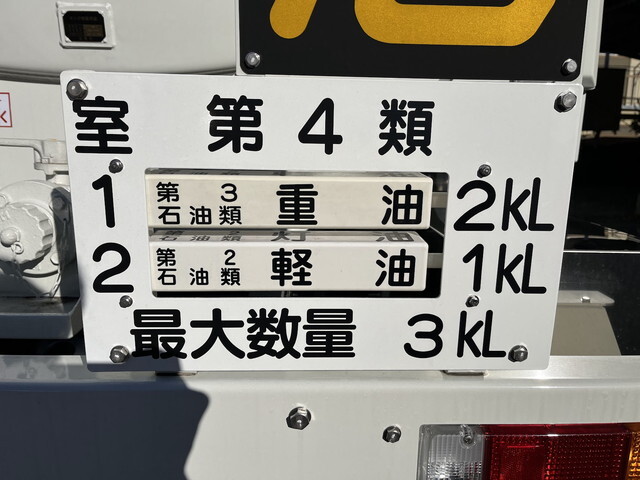 室 第4類
1 第3石油類 重油 2KL
2 第2石油類 軽油 1KL
最大数量 3KL